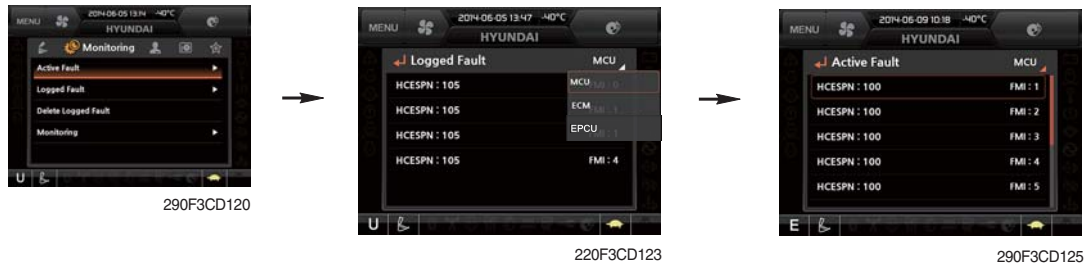 MENU 2014-06-05 13:14 -40°C
HYUNDAI
Monitoring
Active Fault
Logged Fault
Delete Logged Fault
Monitoring
U
290F3CD120
MENU 2014-06-05 13:47 -40°C
HYUNDAI
Logged Fault MCU
HCESPN : 105
HCESPN : 105
HCESPN : 105
HCESPN : 105 FMI : 4
MCU
ECM
EPCU
U
220F3CD123
MENU 2014-06-09 10:18 -40°C
HYUNDAI
Active Fault MCU
HCESPN : 100 FMI : 1
HCESPN : 100 FMI : 2
HCESPN : 100 FMI : 3
HCESPN : 100 FMI : 4
HCESPN : 100 FMI : 5
E
290F3CD125